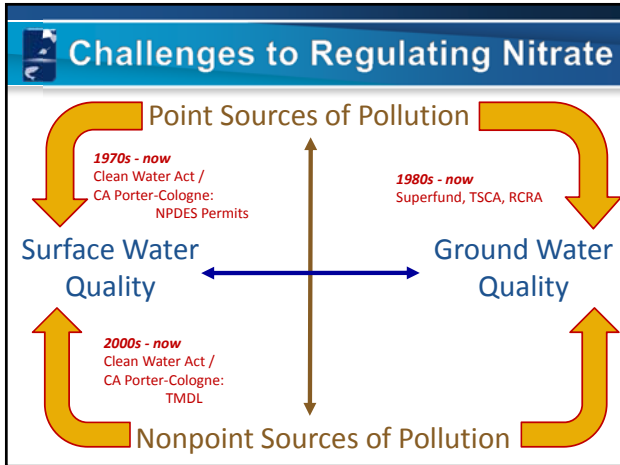 Challenges to Regulating Nitrate
Point Sources of Pollution
1970s - now
Clean Water Act /
CA Porter-Cologne:
NPDES Permits
1980s - now
Superfund, TSCA, RCRA
Surface Water
Quality
Ground Water
Quality
2000s - now
Clean Water Act /
CA Porter-Cologne:
TMDL
Nonpoint Sources of Pollution